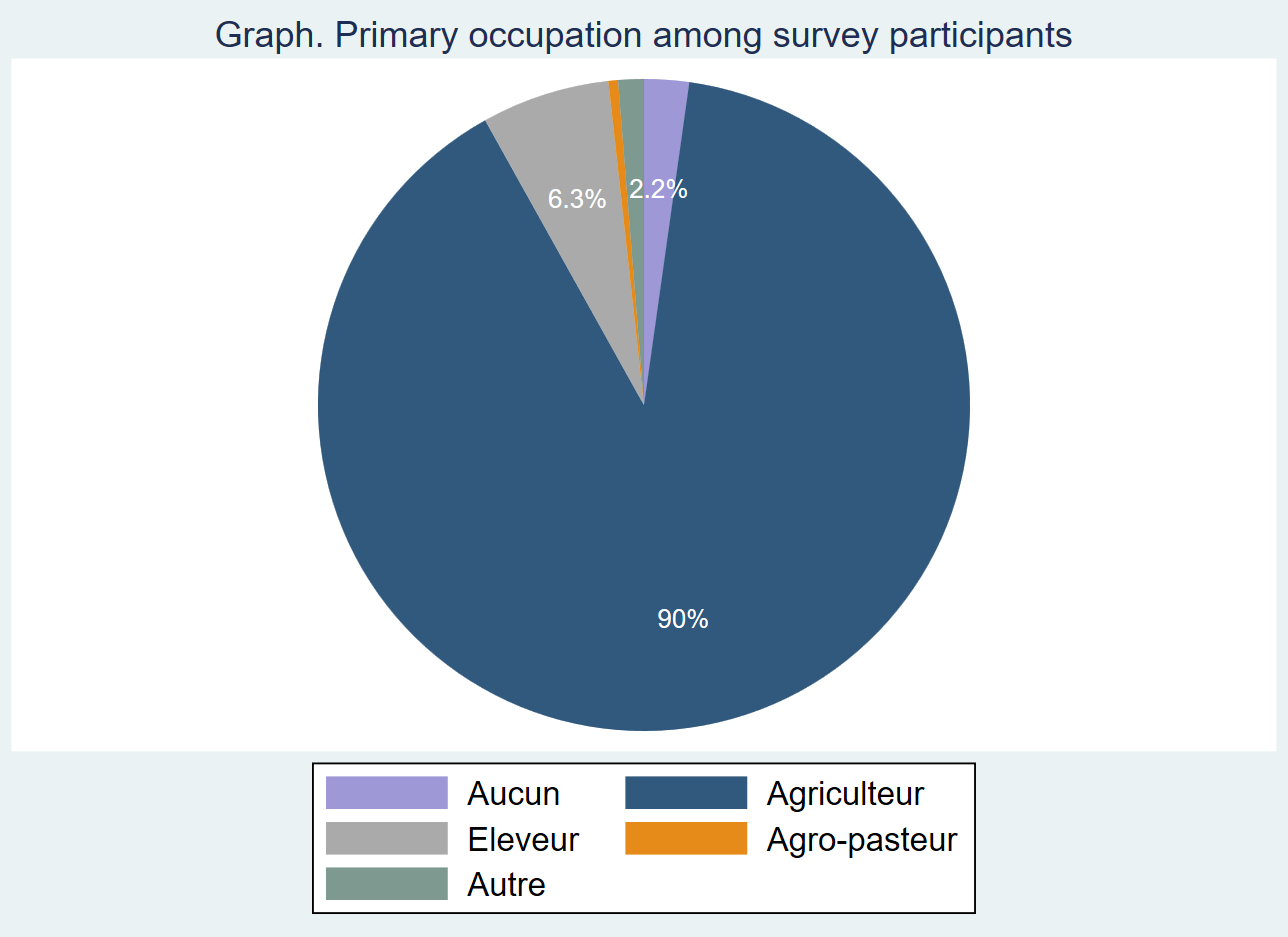 Graph. Primary occupation among survey participants
6.3%
2.2%
90%
Aucun
Agriculteur
Eleveur
Agro-pasteur
Autre